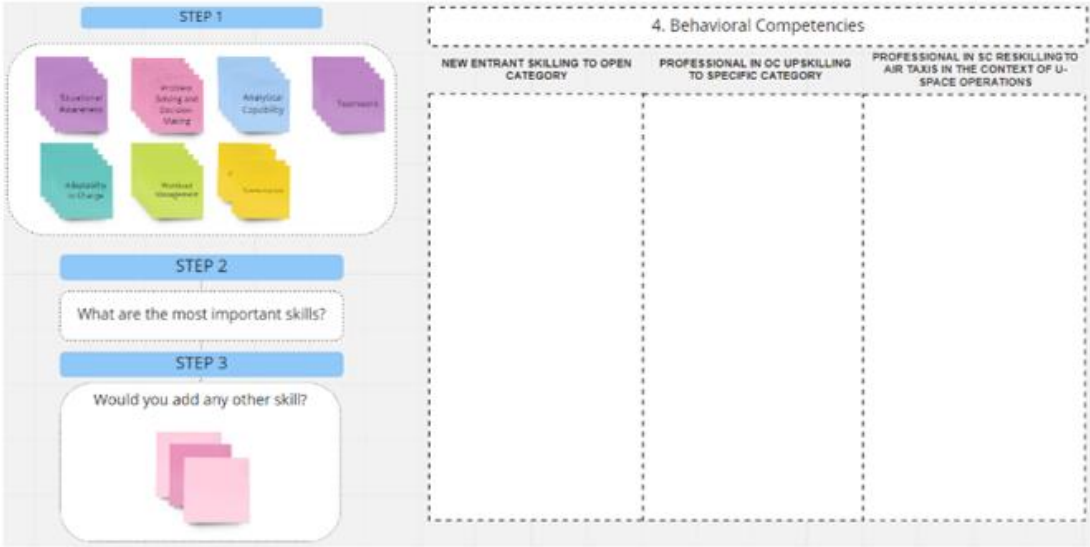 STEP 1
Situational
Awareness
Problem
Solving and
Decision-
Making
Analytical
Capability
Teamwork
Adaptability
to Change
Workload
Management
STEP 2
What are the most important skills?
STEP 3
Would you add any other skill?
4. Behavioral Competencies
NEW ENTRANT SKILLING TO OPEN
CATEGORY
PROFESSIONAL IN OC UPSKILLING
TO SPECIFIC CATEGORY
PROFESSIONAL IN SC RESKILLING TO
AIR TAXIS IN THE CONTEXT OF U-
SPACE OPERATIONS